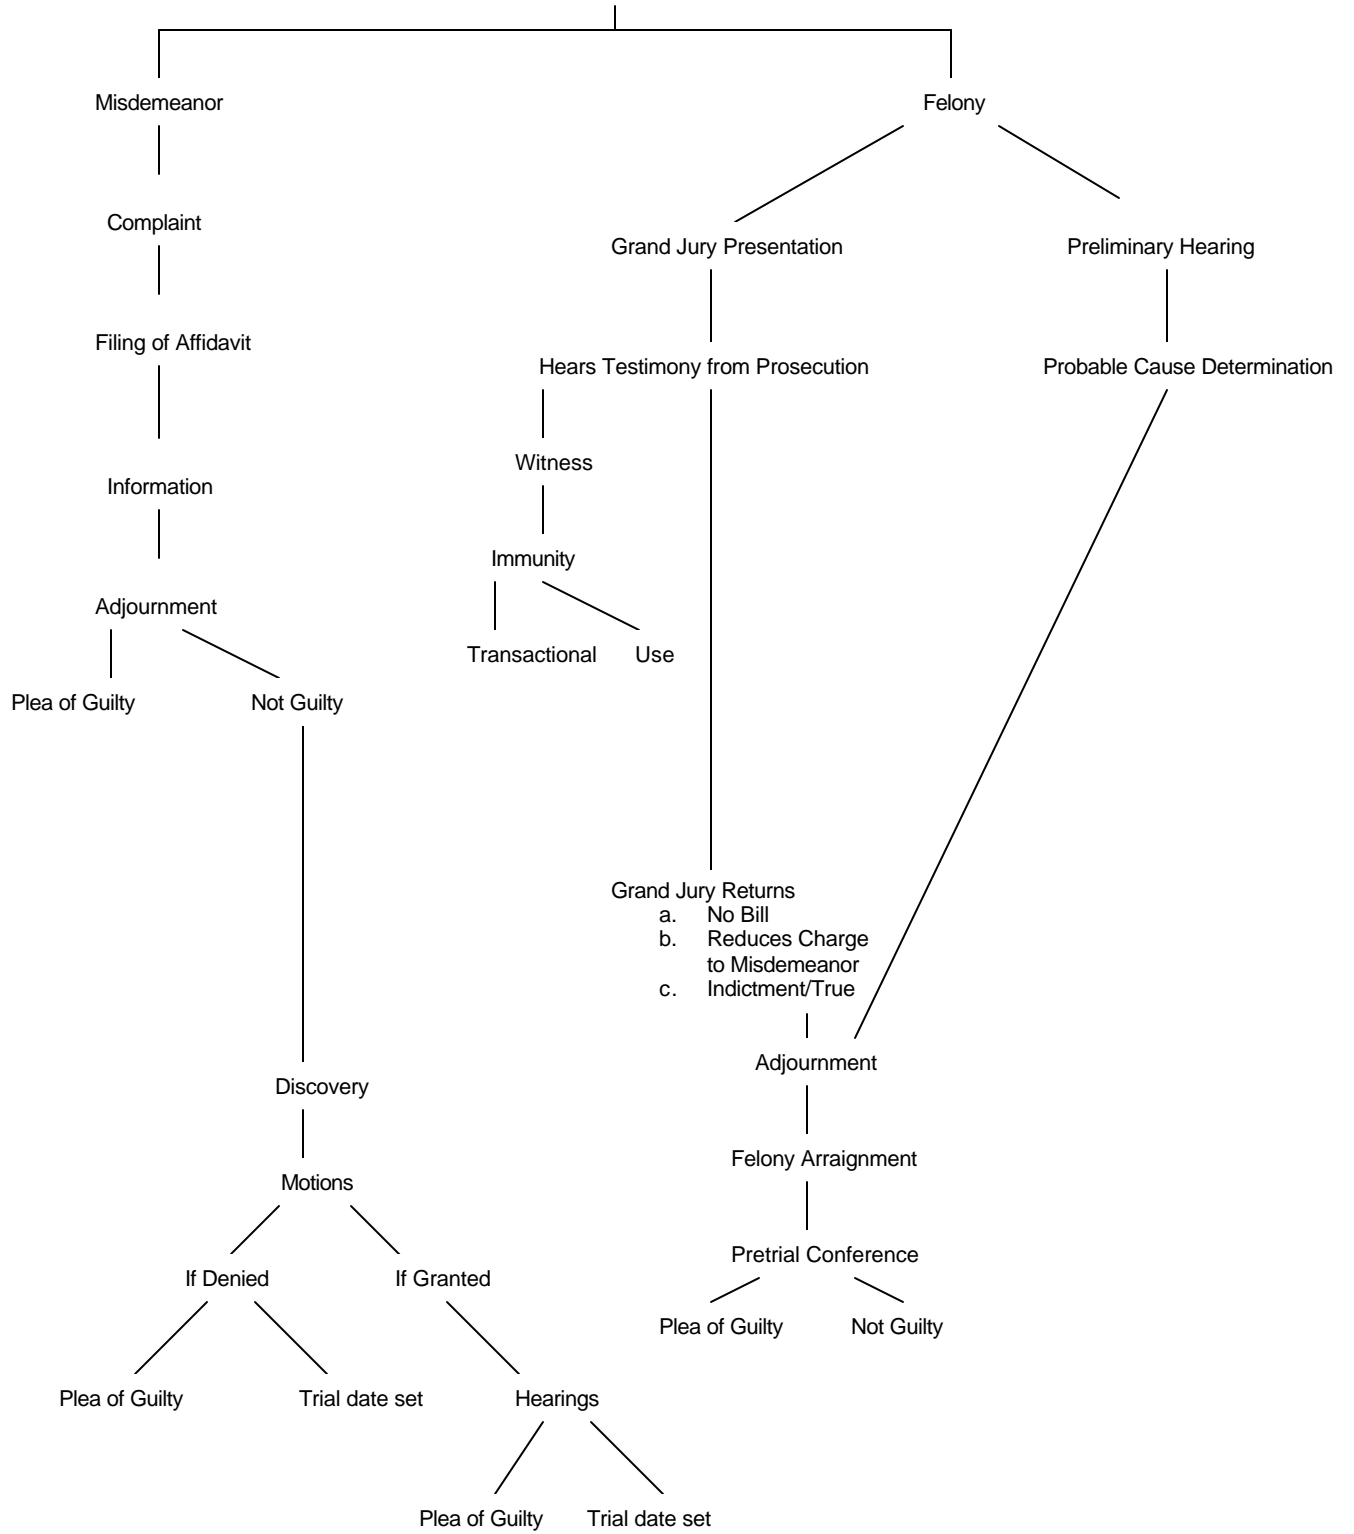 Misdemeanor
Felony
Complaint
Grand Jury Presentation
Preliminary Hearing
Filing of Affidavit
Hears Testimony from Prosecution
Probable Cause Determination
Witness
Information
Immunity
Adjournment
Transactional
Use
Plea of Guilty
Not Guilty
Grand Jury Returns
a. No Bill
b. Reduces Charge
to Misdemeanor
c. Indictment/True
Adjournment
Discovery
Felony Arraignment
Motions
Pretrial Conference
If Denied
If Granted
Plea of Guilty
Not Guilty
Plea of Guilty
Trial date set
Hearings
Plea of Guilty
Trial date set